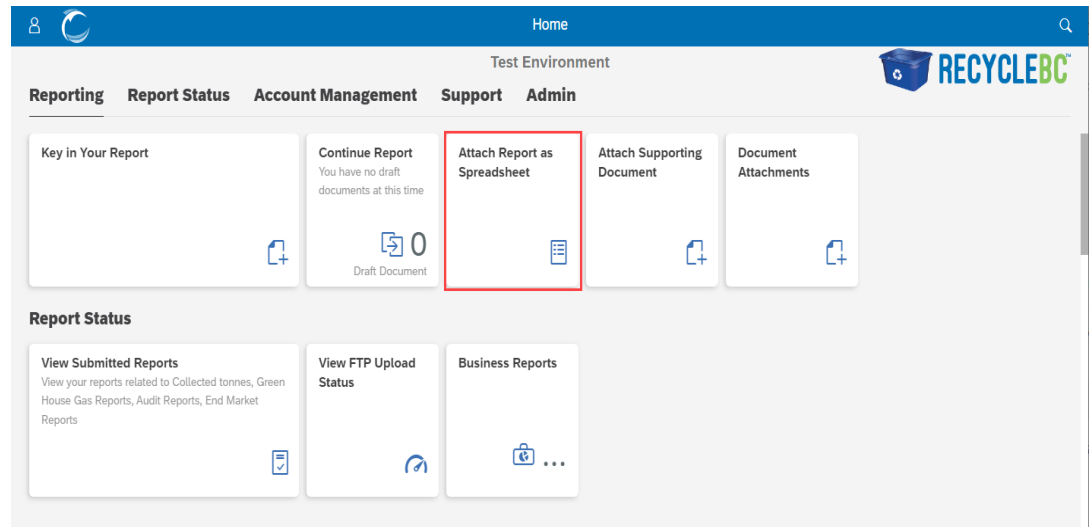 Home
Test Environment
RECYCLEBC™
Reporting Report Status Account Management Support Admin
Key in Your Report
Continue Report
You have no draft
documents at this time
0
Draft Document
Attach Report as
Spreadsheet
Attach Supporting
Document
Document
Attachments
Report Status
View Submitted Reports
View your reports related to Collected tonnes, Green
House Gas Reports, Audit Reports, End Market
Reports
View FTP Upload
Status
Business Reports
...